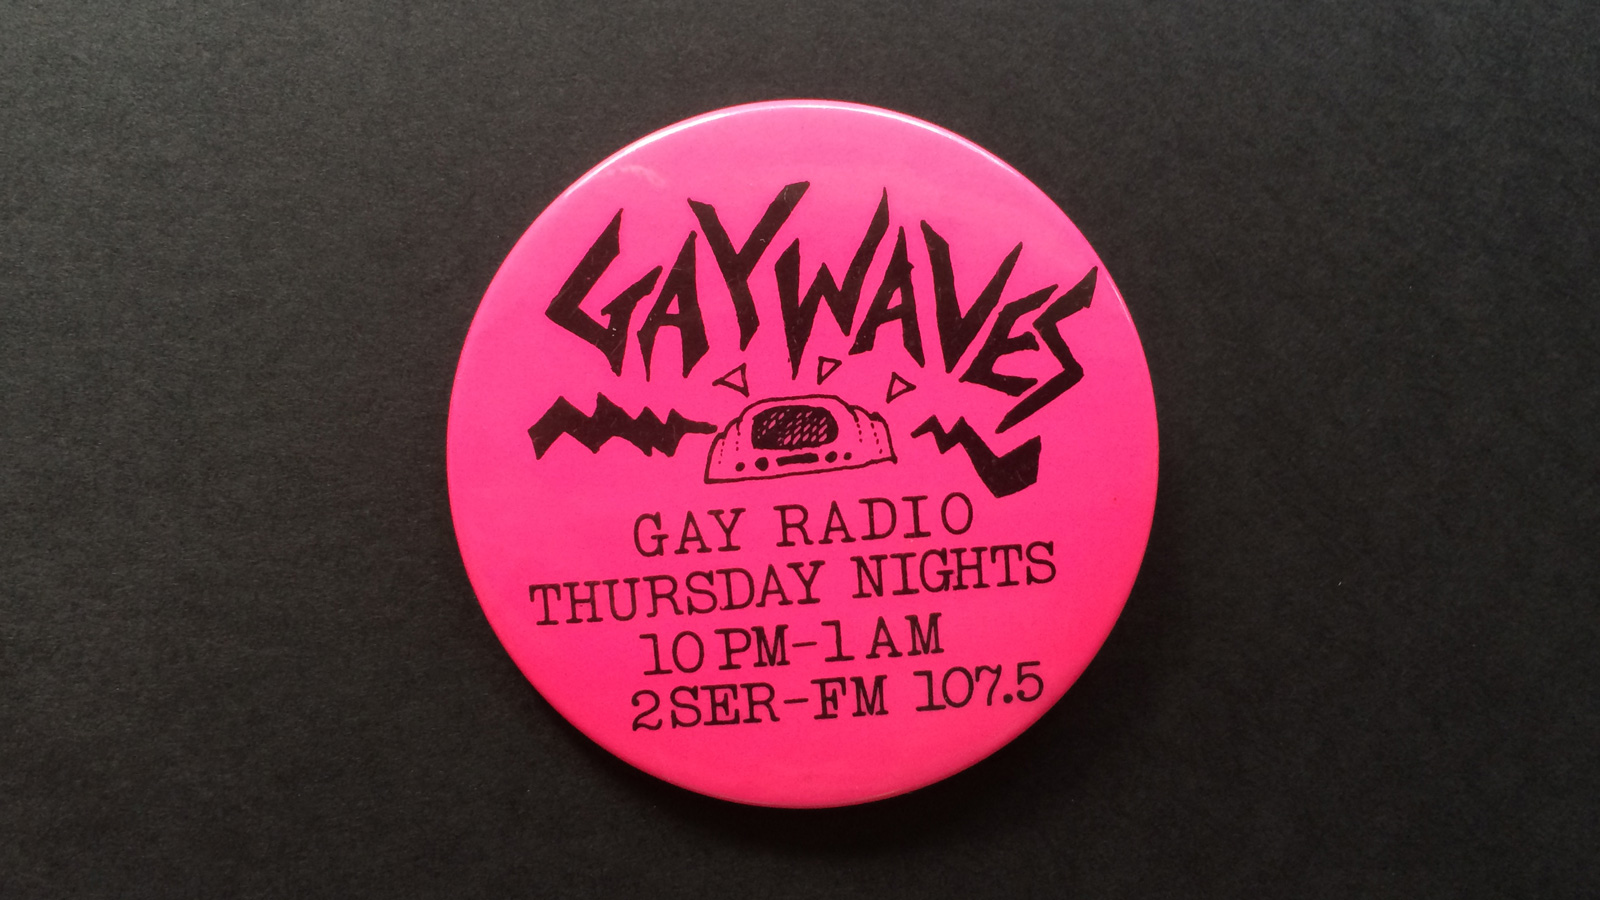 GAYWAVES
GAY RADIO
THURSDAY NIGHTS
10 PM-1 AM
2SER-FM 107.5